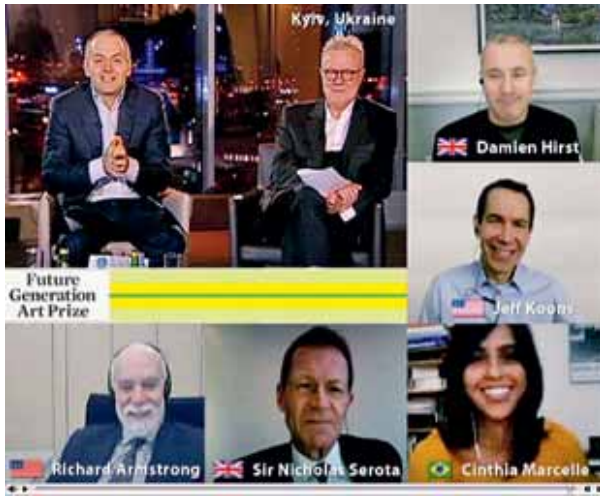 Kyiv, Ukraine
Damien Hirst
Jeff Koons
Future
Generation
Art Prize
Richard Armstrong
Sir Nicholas Serota
Cinthia Marcelle